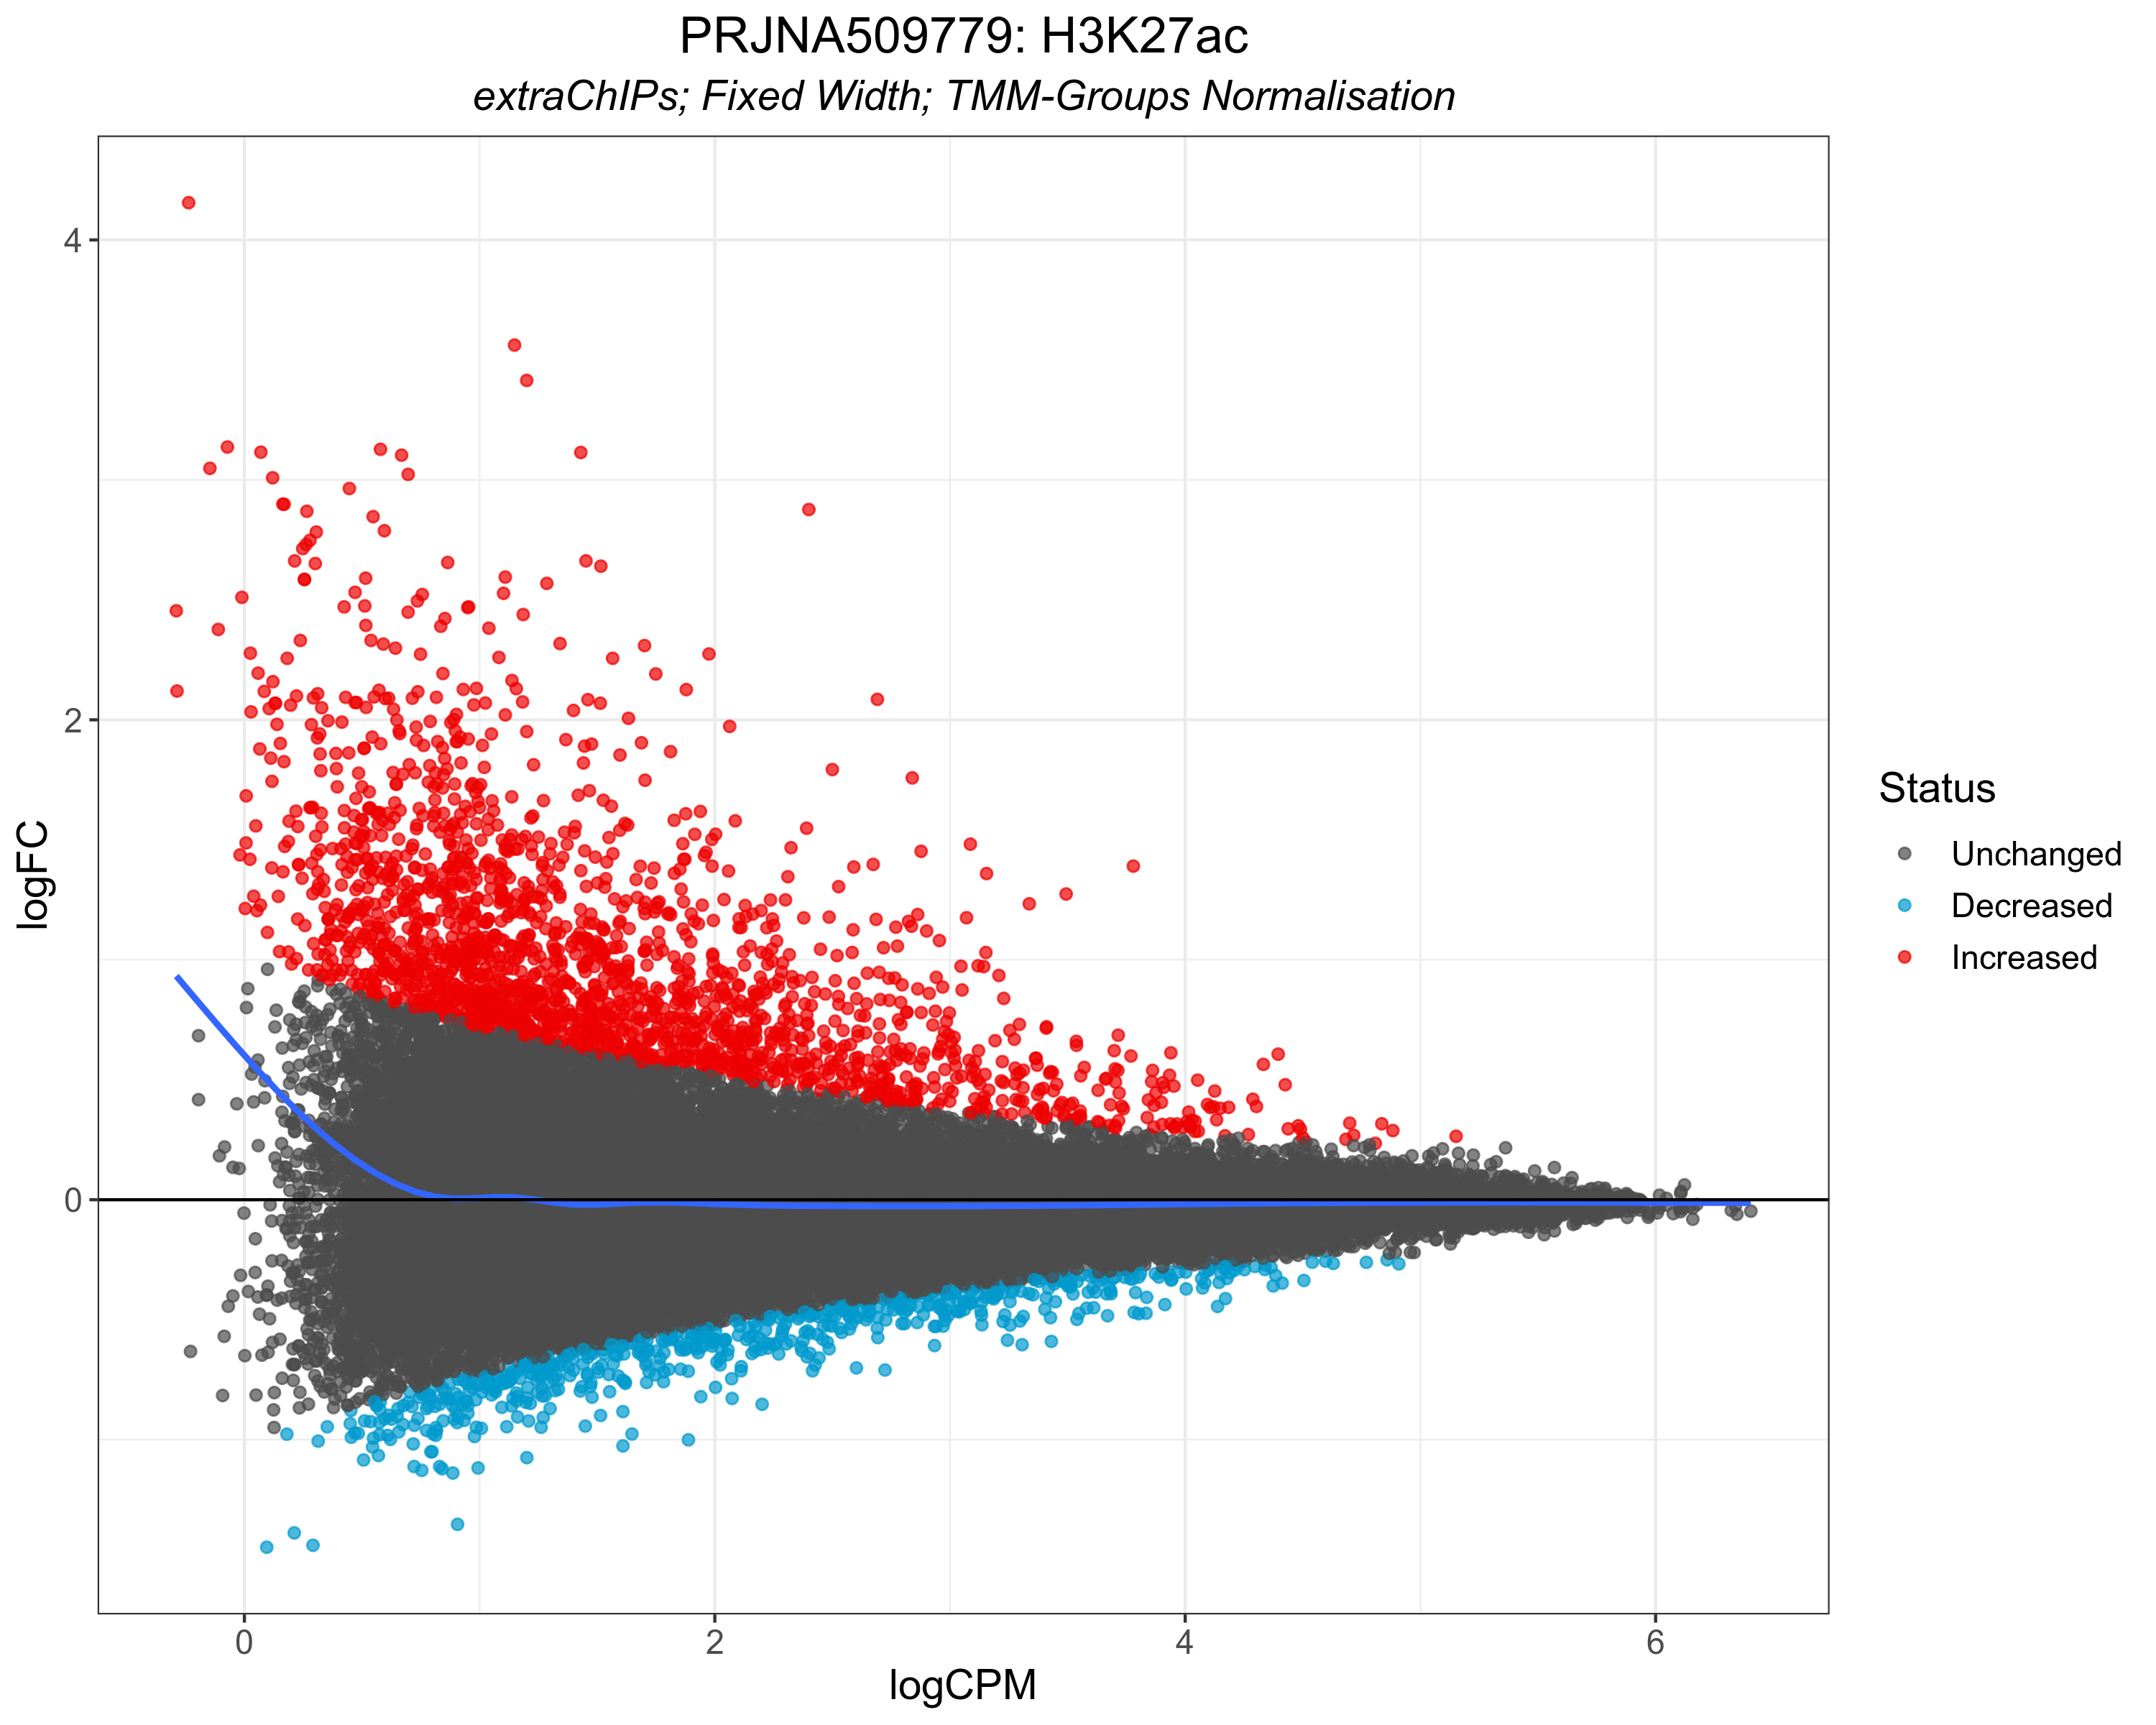 PRJNA509779: H3K27ac
extraChIPs; Fixed Width; TMM-Groups Normalisation
4
2
0
logFC
0 2 4 6
logCPM
Status
Unchanged
Decreased
Increased